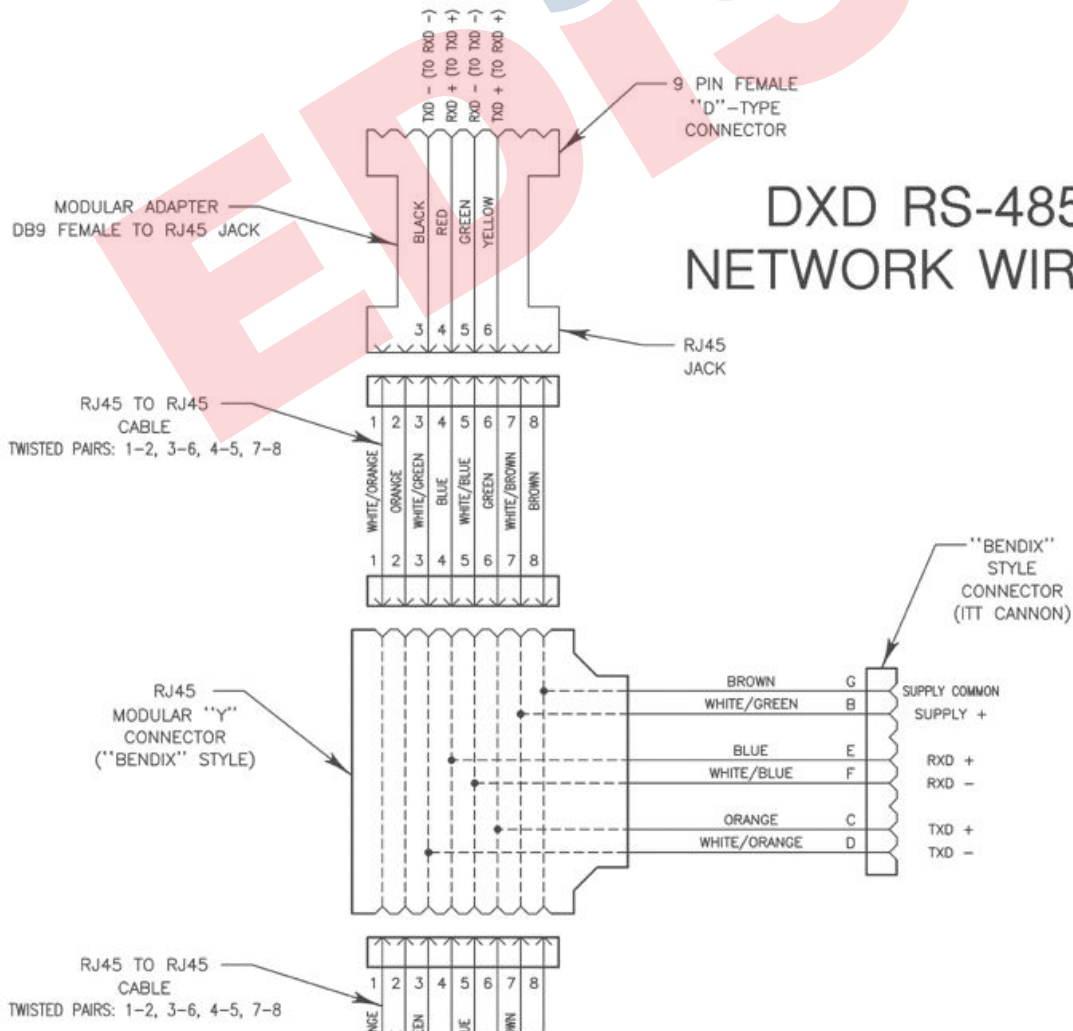 TXD - (TO RXD -)
RXD + (TO TXD +)
RXD - (TO TXD -)
TXD + (TO RXD +)
9 PIN FEMALE
"D"-TYPE
CONNECTOR
MODULAR ADAPTER
DB9 FEMALE TO RJ45 JACK
BLACK
RED
GREEN
YELLOW
DXD RS-485
NETWORK WIR
3 4 5 6
RJ45
JACK
RJ45 TO RJ45
CABLE
TWISTED PAIRS: 1-2, 3-6, 4-5, 7-8
1 2 3 4 5 6 7 8
WHITE/ORANGE
ORANGE
WHITE/GREEN
BLUE
WHITE/BLUE
GREEN
WHITE/BROWN
BROWN
1 2 3 4 5 6 7 8
"BENDIX"
STYLE
CONNECTOR
(ITT CANNON)
RJ45
MODULAR "Y"
CONNECTOR
("BENDIX" STYLE)
BROWN G SUPPLY COMMON
WHITE/GREEN B SUPPLY +
BLUE E RXD +
WHITE/BLUE F RXD -
ORANGE C TXD +
WHITE/ORANGE D TXD -
RJ45 TO RJ45
CABLE
TWISTED PAIRS: 1-2, 3-6, 4-5, 7-8
1 2 3 4 5 6 7 8